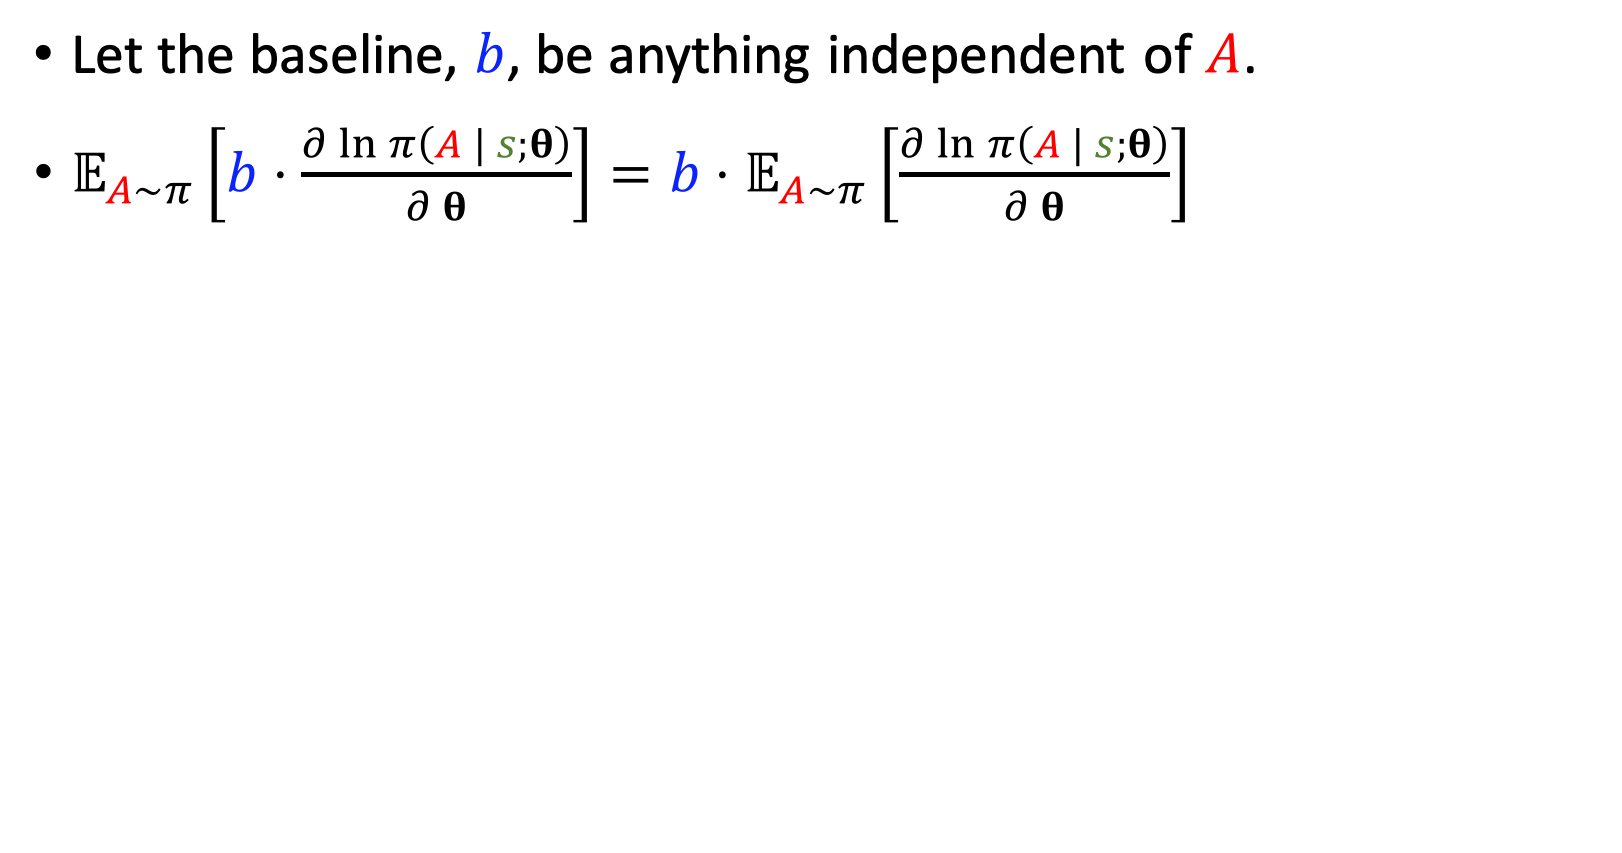 • Let the baseline, b, be anything independent of A.
• 𝔼_{A∼π} [b · ∂ ln π(A | s;𝛉) / ∂ 𝛉] = b · 𝔼_{A∼π} [∂ ln π(A | s;𝛉) / ∂ 𝛉]